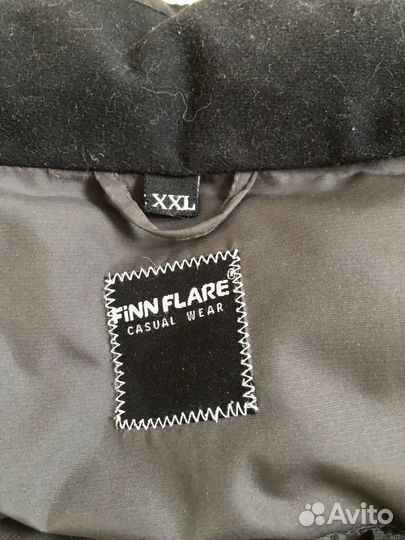 XXL
FiNN FLARE®
CASUAL WEAR
Avito